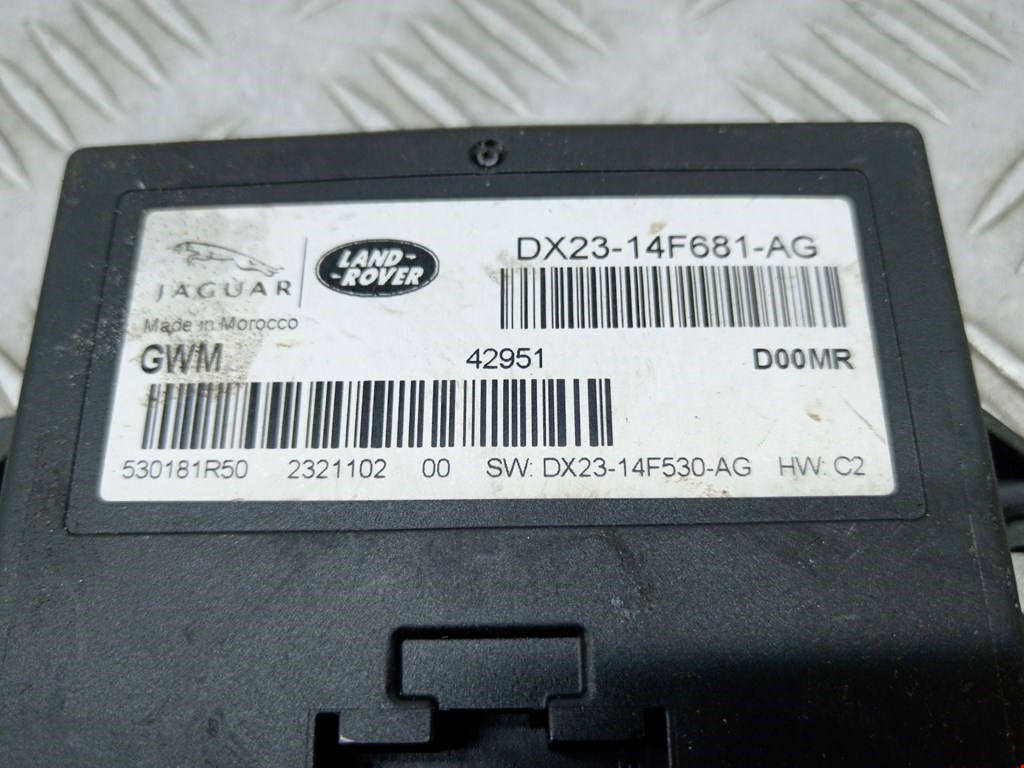 JAGUAR
LAND-
-ROVER
DX23-14F681-AG
Made in Morocco
GWM 42951 D00MR
530181R50 2321102 00 SW: DX23-14F530-AG HW: C2